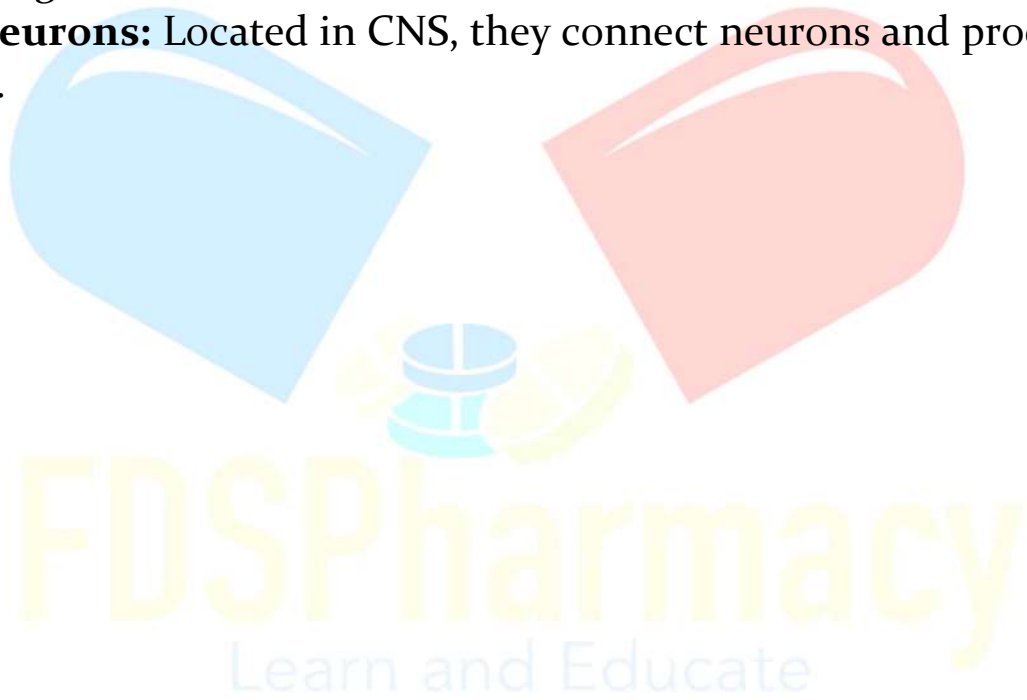 eurons: Located in CNS, they connect neurons and pro
.
FDSPharmacy
Learn and Educate